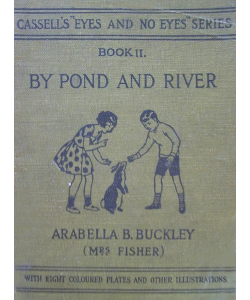 CASSELL'S "EYES AND NO EYES" SERIES
BOOK II.
BY POND AND RIVER
ARABELLA B. BUCKLEY
(MRS FISHER)
WITH EIGHT COLOURED PLATES AND OTHER ILLUSTRATIONS